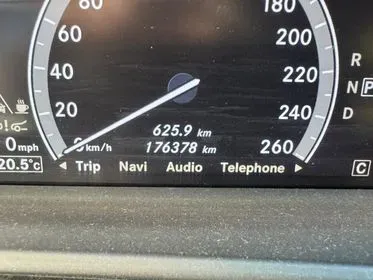 80 180
60 200
R
40 220
N P
20 240
D
625.9 km
0 mph km/h 176378 km 260
20.5°C Trip Navi Audio Telephone C